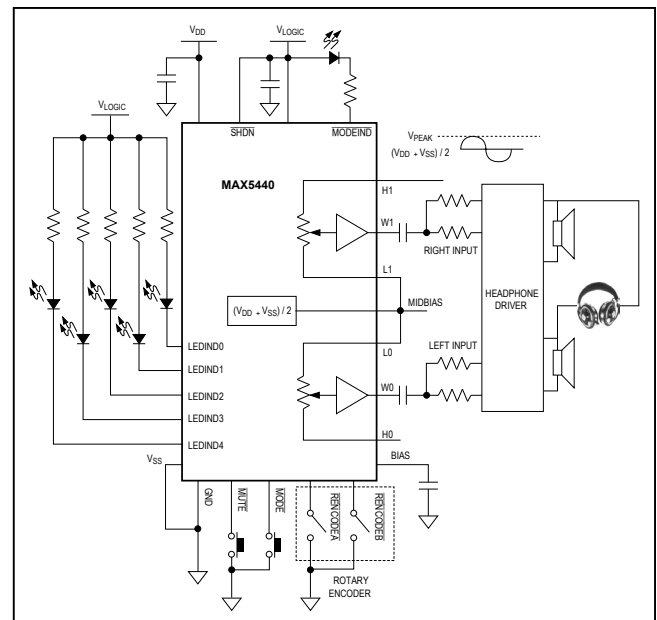 VDD
VLOGIC
VLOGIC
SHDN
MODEIND
VPEAK
(VDD + VSS) / 2
MAX5440
H1
W1
RIGHT INPUT
L1
HEADPHONE
DRIVER
(VDD + VSS) / 2
MIDBIAS
L0
LEFT INPUT
W0
H0
LEDIND0
LEDIND1
LEDIND2
LEDIND3
LEDIND4
VSS
BIAS
GND
MUTE
MODE
RENCODEA
RENCODEB
ROTARY
ENCODER